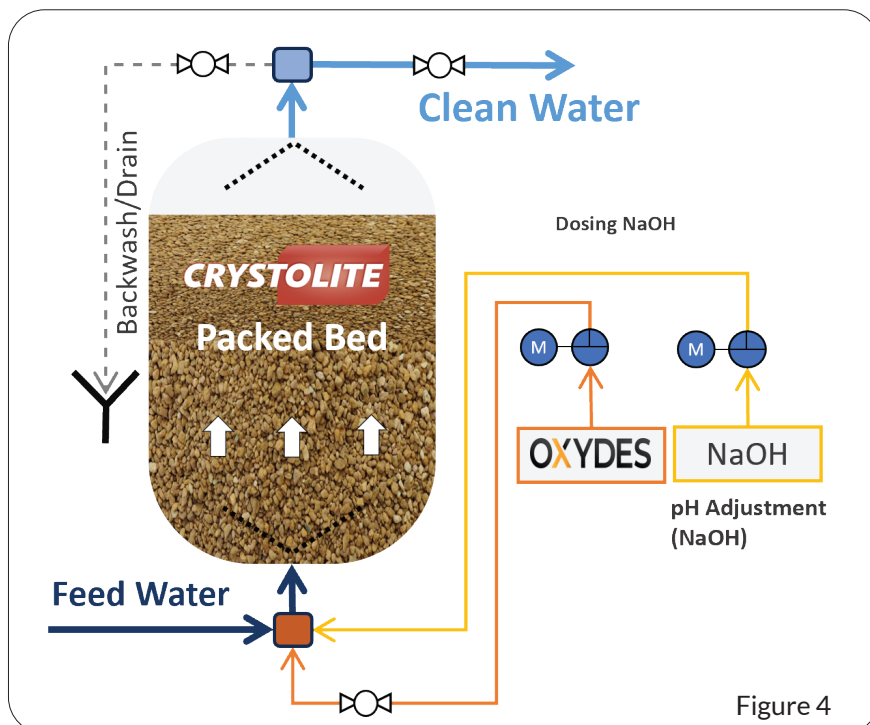 Clean Water
Backwash/Drain
Dosing NaOH
CRYSTOLITE
Packed Bed
M
M
OXYDES
NaOH
pH Adjustment
(NaOH)
Feed Water
Figure 4